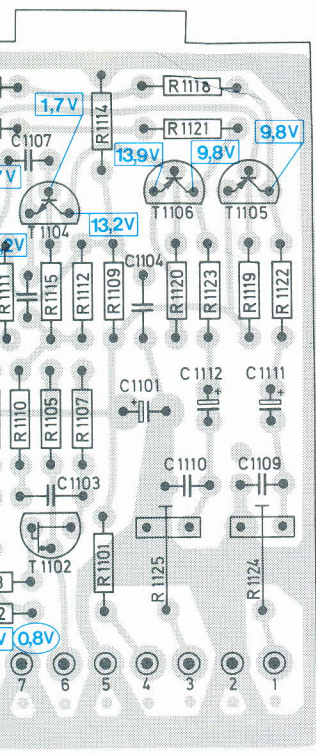 R1118
1,7V
R1114
R1121
9,8V
C1107
13,9V
9,8V
T1104
T1106
T1105
13,2V
C1104
R1111
R1115
R1112
R1109
R1120
R1123
R1119
R1122
C1101
+
C1112
+
C1111
+
R1110
R1105
R1107
C1110
C1109
C1103
T1102
R1101
R1125
R1124
0,8V
7
6
5
4
3
2
1